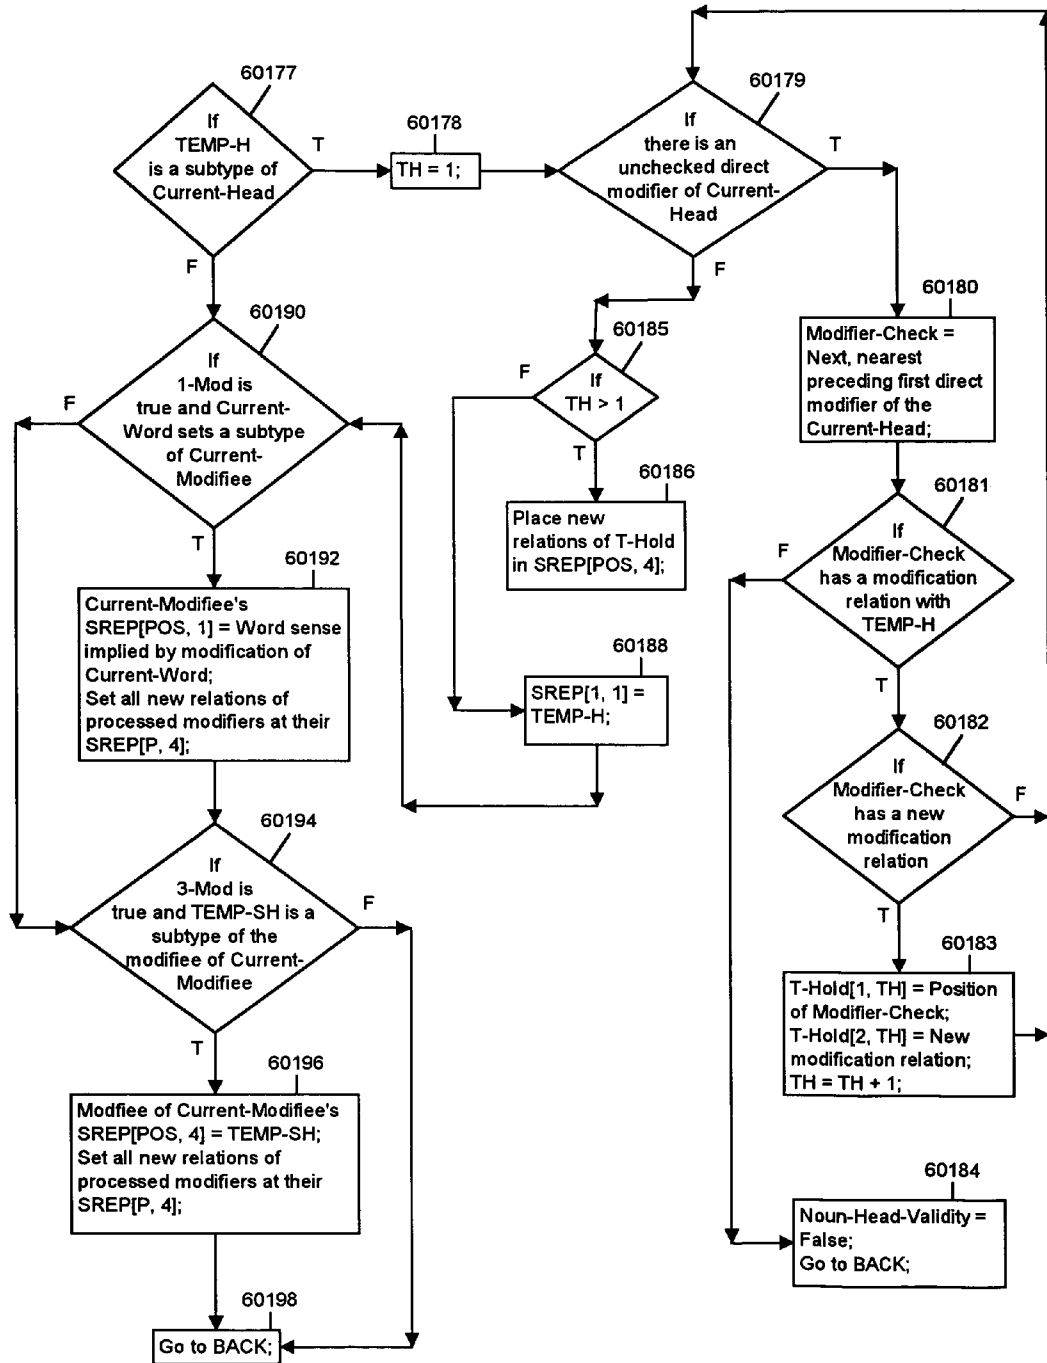 60177
If
TEMP-H
is a subtype of
Current-Head
T
F
60178
TH = 1;
60179
If
there is an
unchecked direct
modifier of Current-
Head
T
F
60180
Modifier-Check =
Next, nearest
preceding first direct
modifier of the
Current-Head;
60181
If
Modifier-Check
has a modification
relation with
TEMP-H
F
T
60182
If
Modifier-Check
has a new
modification
relation
F
T
60183
T-Hold[1, TH] = Position
of Modifier-Check;
T-Hold[2, TH] = New
modification relation;
TH = TH + 1;
60184
Noun-Head-Validity =
False;
Go to BACK;
60185
If
TH > 1
F
T
60186
Place new
relations of T-Hold
in SREP[POS, 4];
60188
SREP[1, 1] =
TEMP-H;
60190
If
1-Mod is
true and Current-
Word sets a subtype
of Current-
Modifiee
F
T
60192
Current-Modifiee's
SREP[POS, 1] = Word sense
implied by modification of
Current-Word;
Set all new relations of
processed modifiers at their
SREP[P, 4];
60194
If
3-Mod is
true and TEMP-SH is a
subtype of the
modifiee of Current-
Modifiee
F
T
60196
Modfiee of Current-Modifiee's
SREP[POS, 4] = TEMP-SH;
Set all new relations of
processed modifiers at their
SREP[P, 4];
60198
Go to BACK;